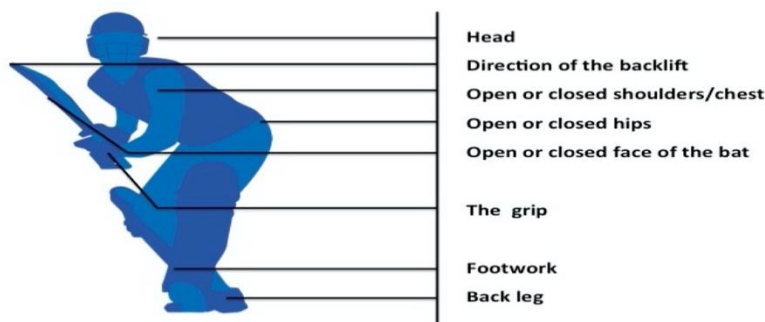 Head
Direction of the backlift
Open or closed shoulders/chest
Open or closed hips
Open or closed face of the bat
The grip
Footwork
Back leg